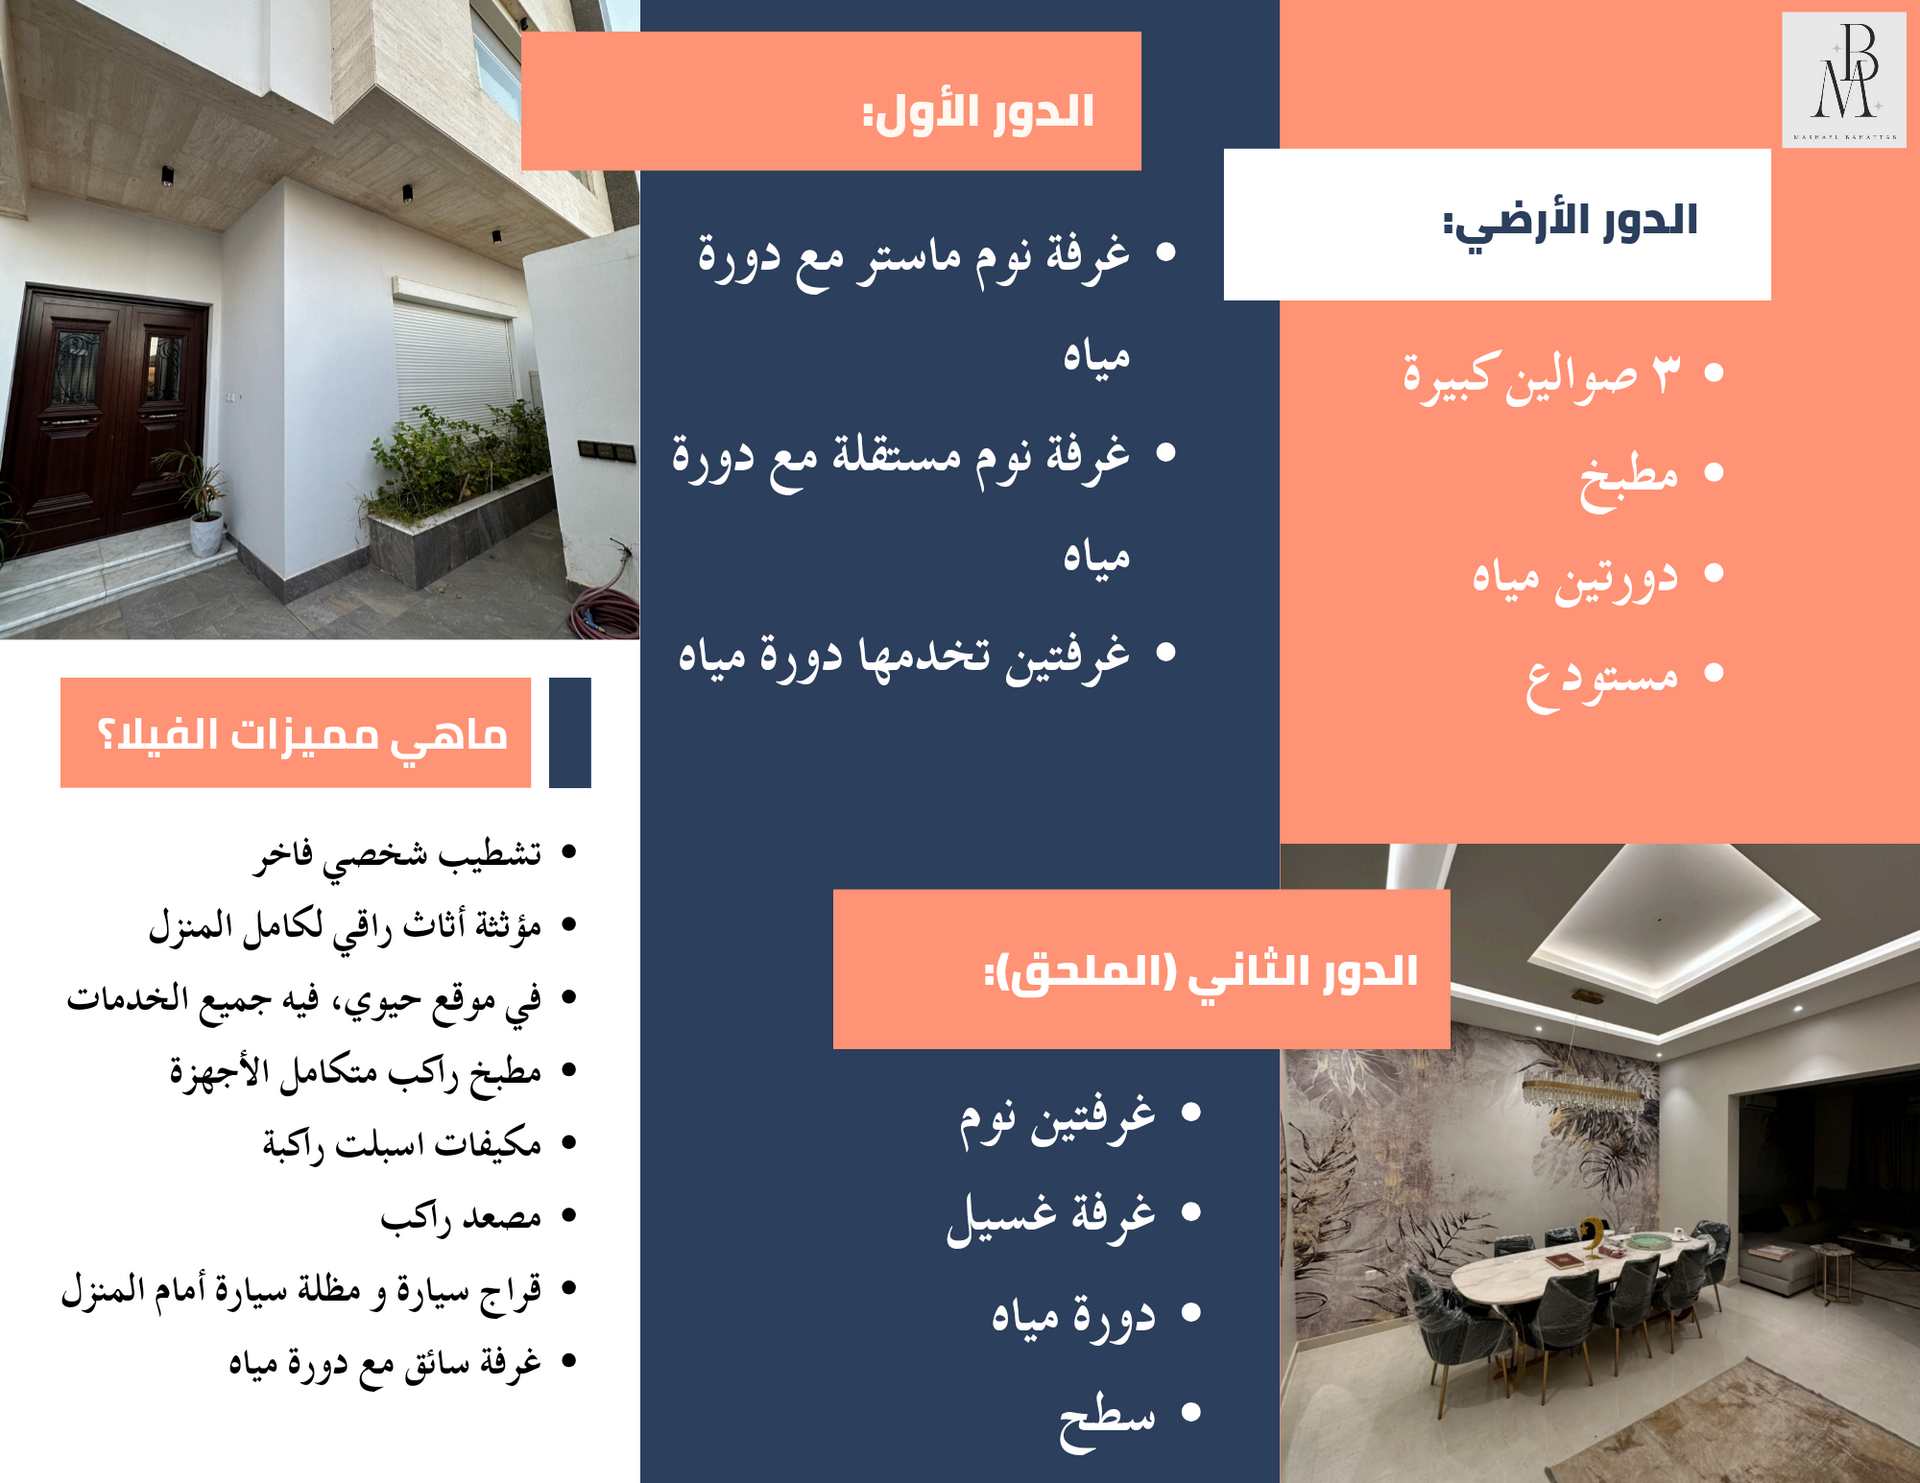 MASHAEL BAHATTAB
الدور الأرضي:
٣ صوالين كبيرة
مطبخ
دورتين مياه
مستودع
الدور الأول:
غرفة نوم ماستر مع دورة
مياه
غرفة نوم مستقلة مع دورة
مياه
غرفتين تخدمها دورة مياه
الدور الثاني (الملحق):
غرفتين نوم
غرفة غسيل
دورة مياه
سطح
ماهي مميزات الفيلا؟
تشطيب شخصي فاخر
مؤثثة أثاث راقي لكامل المنزل
في موقع حيوي، فيه جميع الخدمات
مطبخ راكب متكامل الأجهزة
مكيفات اسبلت راكبة
مصعد راكب
قراج سيارة و مظلة سيارة أمام المنزل
غرفة سائق مع دورة مياه